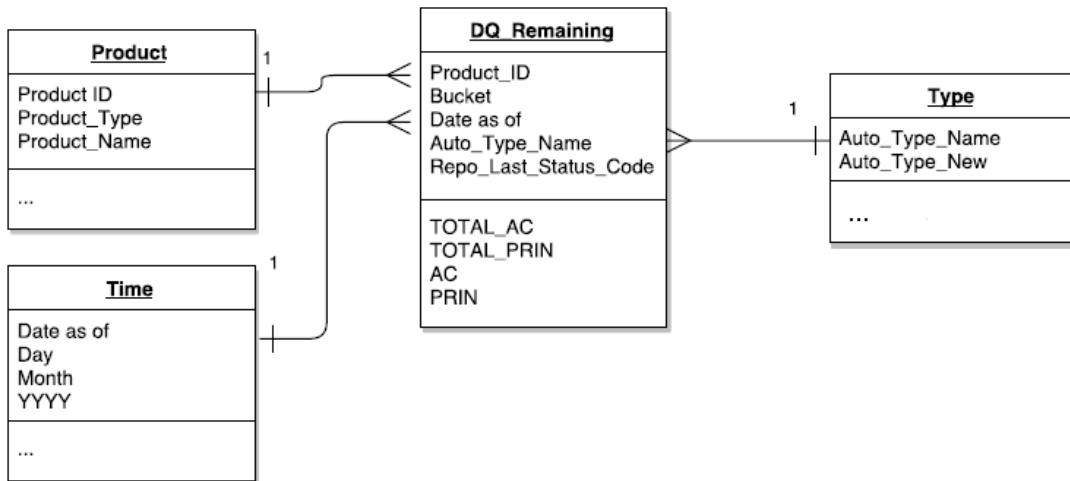 Product
1
Product ID
Product_Type
Product_Name
...
Time
1
Date as of
Day
Month
YYYY
...
DQ_Remaining
Product_ID
Bucket
Date as of
Auto_Type_Name
Repo_Last_Status_Code
TOTAL_AC
TOTAL_PRIN
AC
PRIN
1
Type
Auto_Type_Name
Auto_Type_New
...